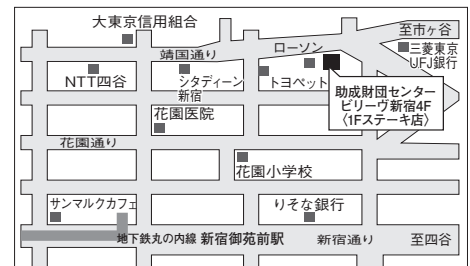 大東京信用組合
至市ヶ谷
靖国通り
ローソン
三菱東京
UFJ銀行
NTT四谷
シタディーン
新宿
トヨペット
助成財団センター
ビリーヴ新宿4F
〈1Fステーキ店〉
花園医院
花園通り
花園小学校
サンマルクカフェ
りそな銀行
地下鉄丸の内線 新宿御苑前駅
新宿通り
至四谷